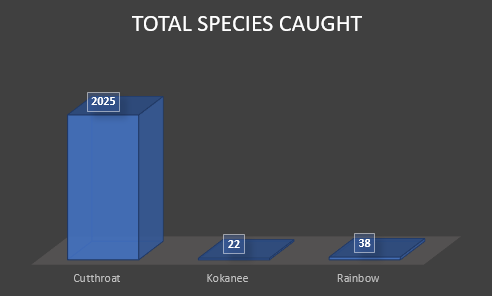 TOTAL SPECIES CAUGHT
2025
22
38
Cutthroat
Kokanee
Rainbow